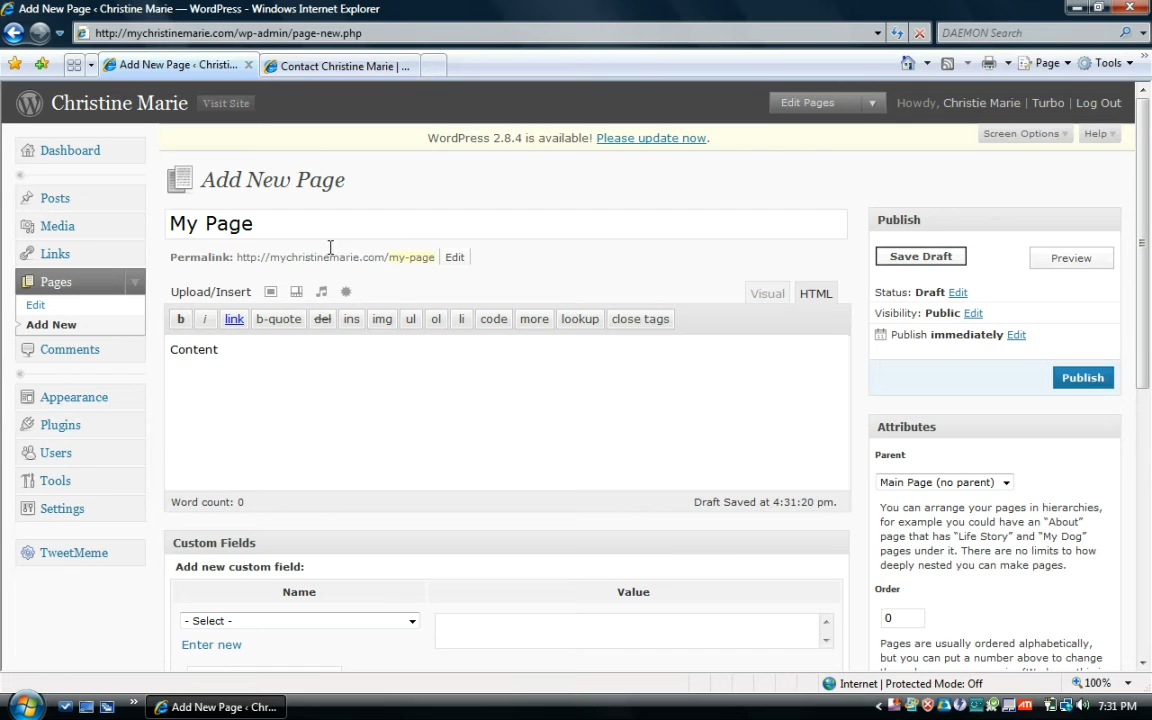 Add New Page ‹ Christine Marie — WordPress - Windows Internet Explorer
http://mychristinemarie.com/wp-admin/page-new.php
DAEMON Search
Add New Page ‹ Christi...
Contact Christine Marie | ...
Page
Tools
Christine Marie
Visit Site
Edit Pages
Howdy, Christie Marie | Turbo | Log Out
WordPress 2.8.4 is available! Please update now.
Screen Options
Help
Dashboard
Posts
Media
Links
Pages
Edit
Add New
Comments
Appearance
Plugins
Users
Tools
Settings
TweetMeme
Add New Page
My Page
Permalink: http://mychristinemarie.com/my-page
Edit
Upload/Insert
Visual
HTML
b
i
link
b-quote
del
ins
img
ul
ol
li
code
more
lookup
close tags
Content
Word count: 0
Draft Saved at 4:31:20 pm.
Custom Fields
Add new custom field:
Name
Value
- Select -
Enter new
Publish
Save Draft
Preview
Status: Draft Edit
Visibility: Public Edit
Publish immediately Edit
Publish
Attributes
Parent
Main Page (no parent)
You can arrange your pages in hierarchies,
for example you could have an “About”
page that has “Life Story” and “My Dog”
pages under it. There are no limits to how
deeply nested you can make pages.
Order
0
Pages are usually ordered alphabetically,
but you can put a number above to change
Internet | Protected Mode: Off
100%
Add New Page ‹ Chr...
7:31 PM